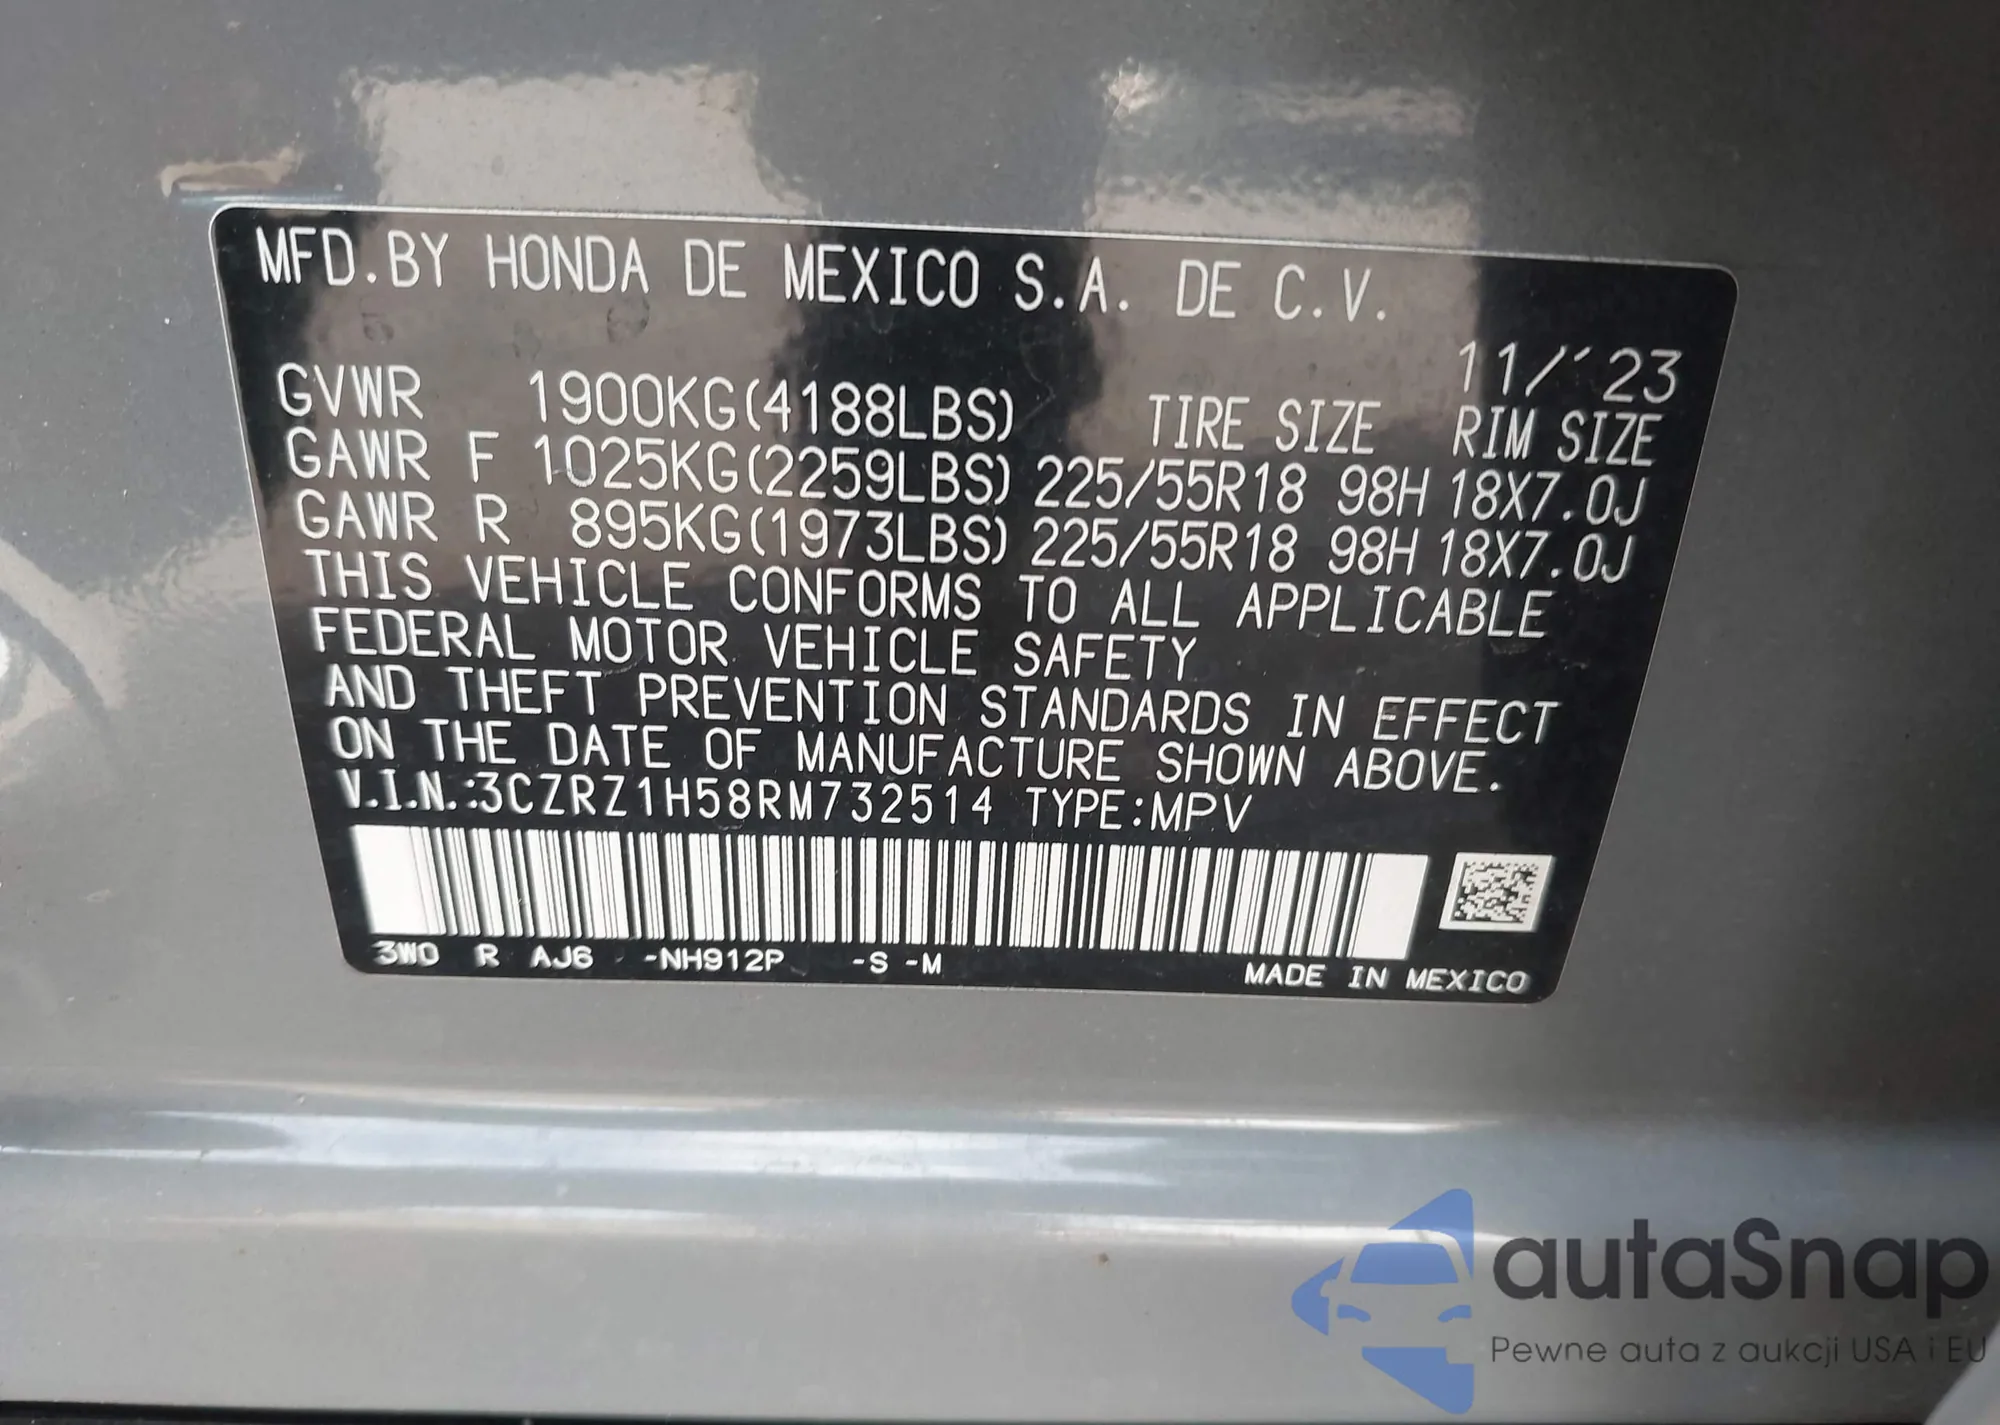 MFD.BY HONDA DE MEXICO S.A. DE C.V.
11/´23
GVWR 1900KG(4188LBS) TIRE SIZE RIM SIZE
GAWR F 1025KG(2259LBS) 225/55R18 98H 18X7.0J
GAWR R 895KG(1973LBS) 225/55R18 98H 18X7.0J
THIS VEHICLE CONFORMS TO ALL APPLICABLE
FEDERAL MOTOR VEHICLE SAFETY
AND THEFT PREVENTION STANDARDS IN EFFECT
ON THE DATE OF MANUFACTURE SHOWN ABOVE.
V.I.N.:3CZRZ1H58RM732514 TYPE:MPV
3W0 R AJ6 -NH912P -S -M
MADE IN MEXICO
autaSnap
Pewne auta z aukcji USA i EU